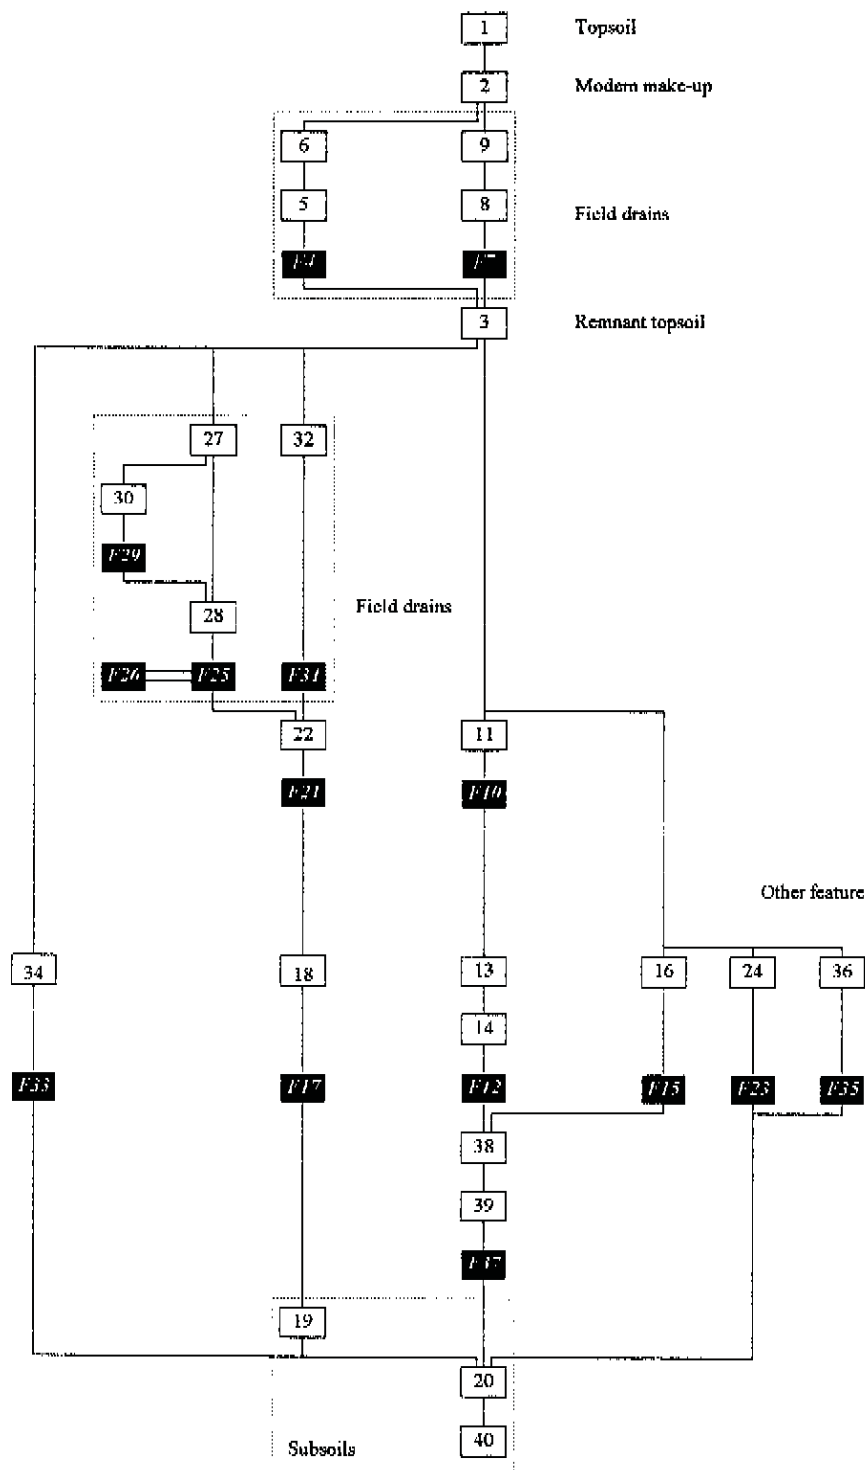 1 Topsoil
2 Modern make-up
6 9
5 8 Field drains
F4 F7
3 Remnant topsoil
27 32
30
F29
28 Field drains
F26 F25 F31
22 11
F21 F10
Other feature
34 18 13 16 24 36
14
F33 F17 F12 F15 F23 F35
38
39
F37
19
20
Subsoils 40